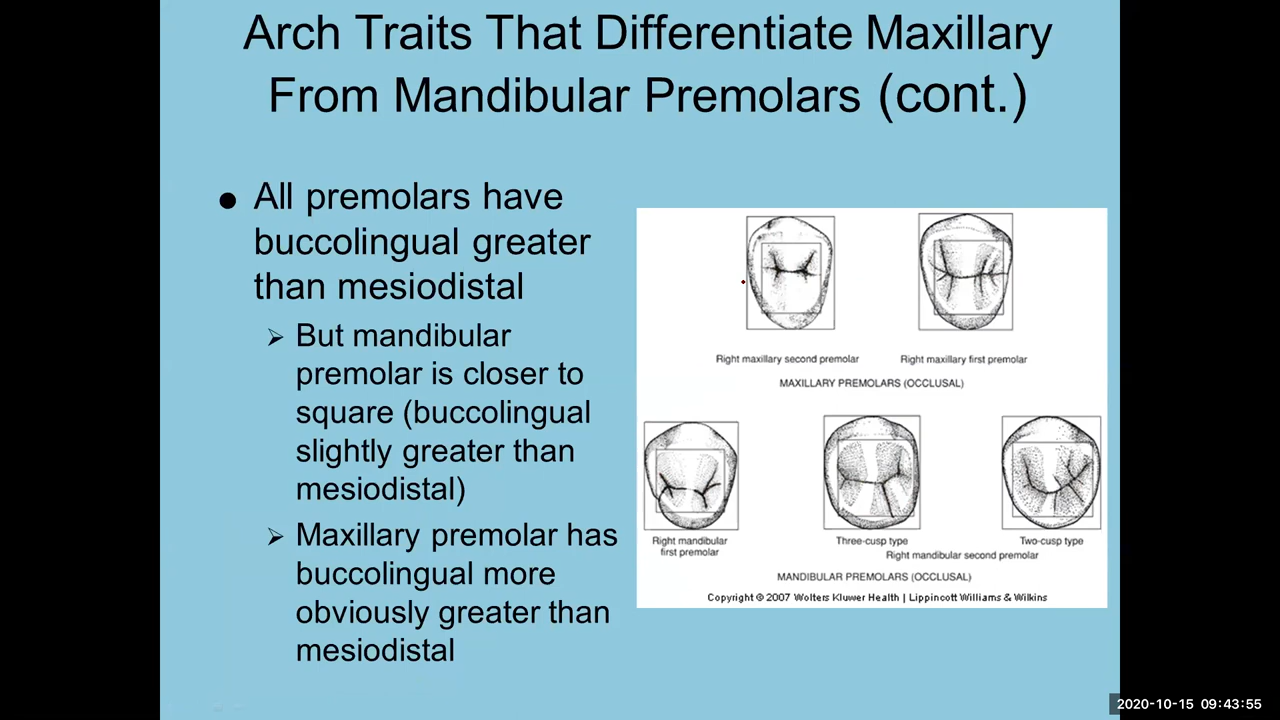 Arch Traits That Differentiate Maxillary
From Mandibular Premolars (cont.)
● All premolars have
buccolingual greater
than mesiodistal
➢ But mandibular
premolar is closer to
square (buccolingual
slightly greater than
mesiodistal)
➢ Maxillary premolar has
buccolingual more
obviously greater than
mesiodistal
Right maxillary second premolar
Right maxillary first premolar
MAXILLARY PREMOLARS (OCCLUSAL)
Right mandibular
first premolar
Three-cusp type
Two-cusp type
Right mandibular second premolar
MANDIBULAR PREMOLARS (OCCLUSAL)
Copyright © 2007 Wolters Kluwer Health | Lippincott Williams & Wilkins
2020-10-15 09:43:55